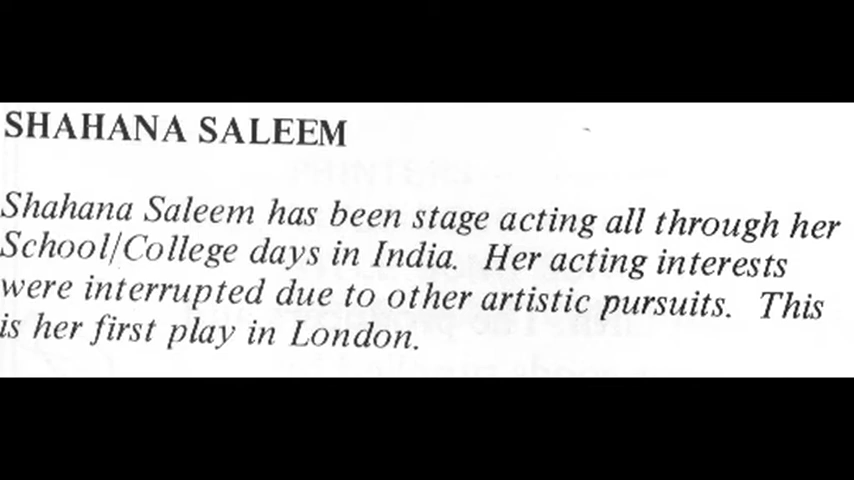 SHAHANA SALEEM
Shahana Saleem has been stage acting all through her
School/College days in India. Her acting interests
were interrupted due to other artistic pursuits. This
is her first play in London.